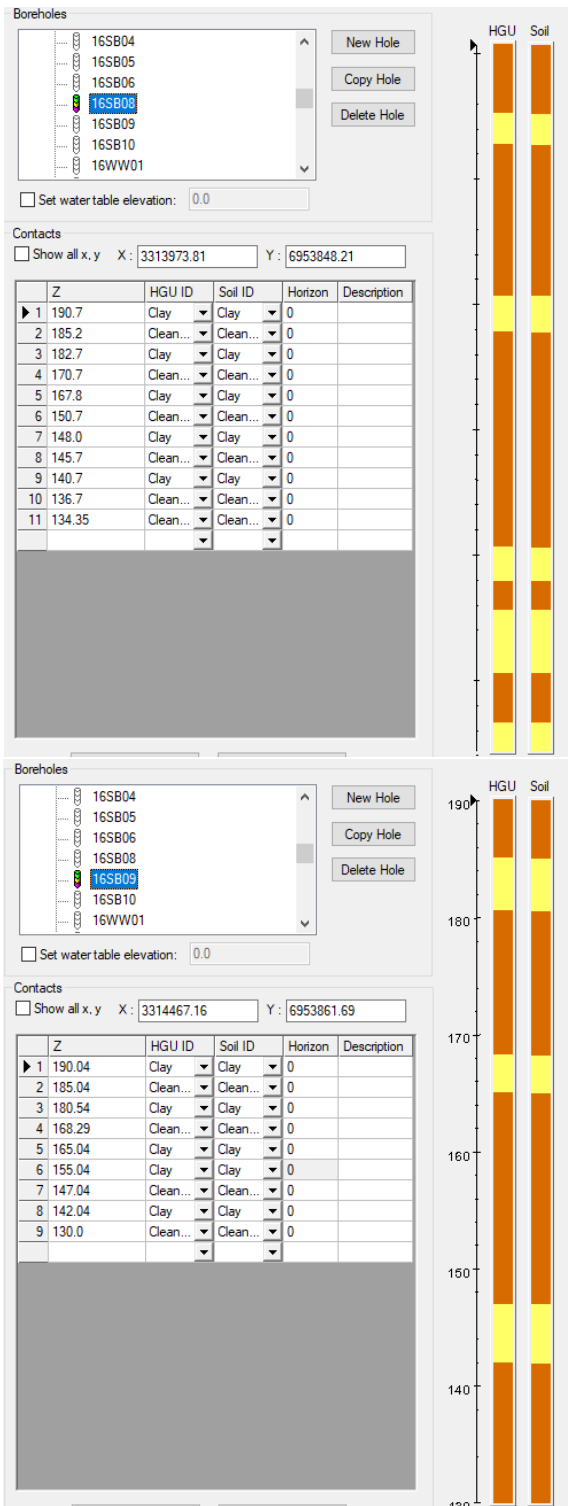 Boreholes
16SB04
16SB05
16SB06
16SB08
16SB09
16SB10
16WW01
New Hole
Copy Hole
Delete Hole
Set water table elevation: 0.0
Contacts
Show all x, y X : 3313973.81 Y : 6953848.21
Z HGU ID Soil ID Horizon Description
1 190.7 Clay Clay 0
2 185.2 Clean... Clean... 0
3 182.7 Clay Clay 0
4 170.7 Clean... Clean... 0
5 167.8 Clay Clay 0
6 150.7 Clean... Clean... 0
7 148.0 Clay Clay 0
8 145.7 Clean... Clean... 0
9 140.7 Clay Clay 0
10 136.7 Clean... Clean... 0
11 134.35 Clean... Clean... 0
HGU Soil
Boreholes
16SB04
16SB05
16SB06
16SB08
16SB09
16SB10
16WW01
New Hole
Copy Hole
Delete Hole
Set water table elevation: 0.0
Contacts
Show all x, y X : 3314467.16 Y : 6953861.69
Z HGU ID Soil ID Horizon Description
1 190.04 Clay Clay 0
2 185.04 Clean... Clean... 0
3 180.54 Clay Clay 0
4 168.29 Clean... Clean... 0
5 165.04 Clay Clay 0
6 155.04 Clay Clay 0
7 147.04 Clean... Clean... 0
8 142.04 Clay Clay 0
9 130.0 Clean... Clean... 0
HGU Soil
190
180
170
160
150
140
130